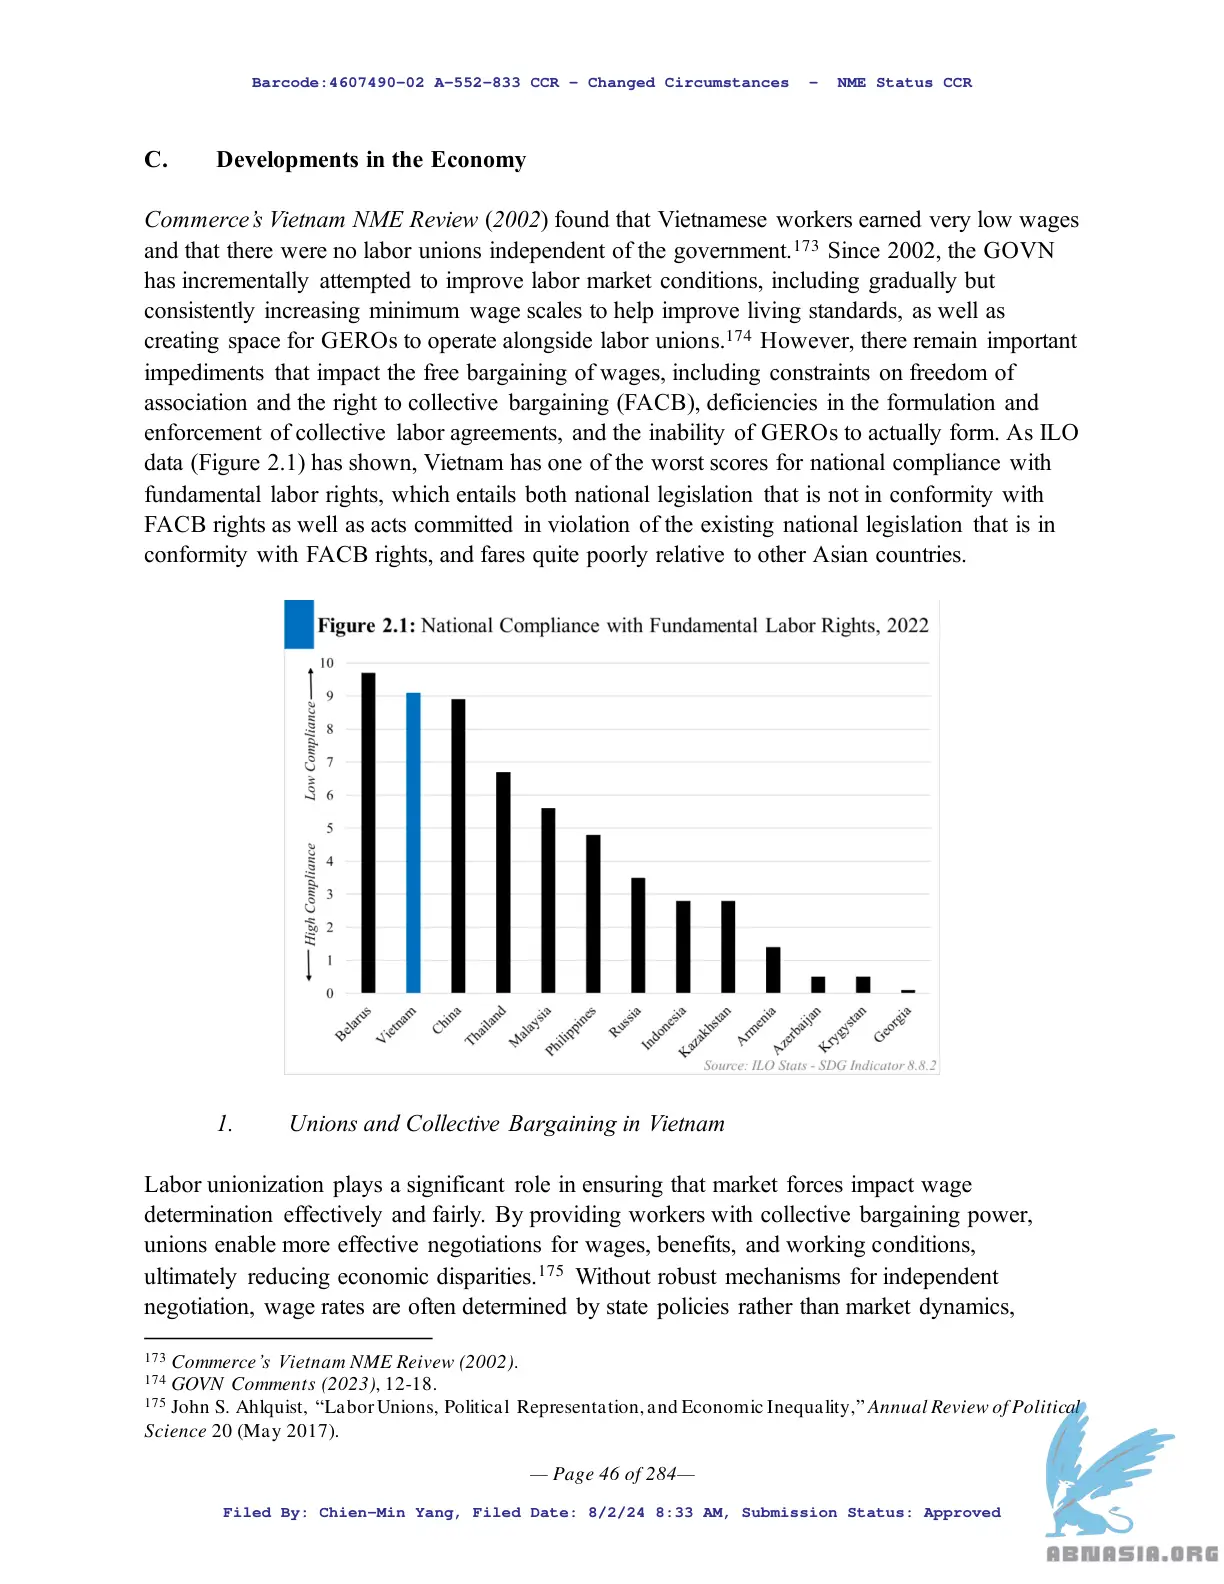 Barcode:4607490-02 A-552-833 CCR - Changed Circumstances - NME Status CCR
C. Developments in the Economy
Commerce's Vietnam NME Review (2002) found that Vietnamese workers earned very low wages
and that there were no labor unions independent of the government.173 Since 2002, the GOVN
has incrementally attempted to improve labor market conditions, including gradually but
consistently increasing minimum wage scales to help improve living standards, as well as
creating space for GEROs to operate alongside labor unions.174 However, there remain important
impediments that impact the free bargaining of wages, including constraints on freedom of
association and the right to collective bargaining (FACB), deficiencies in the formulation and
enforcement of collective labor agreements, and the inability of GEROs to actually form. As ILO
data (Figure 2.1) has shown, Vietnam has one of the worst scores for national compliance with
fundamental labor rights, which entails both national legislation that is not in conformity with
FACB rights as well as acts committed in violation of the existing national legislation that is in
conformity with FACB rights, and fares quite poorly relative to other Asian countries.
Figure 2.1: National Compliance with Fundamental Labor Rights, 2022
10
9
8
7
6
5
4
3
2
1
0
Low Compliance
High Compliance
Belarus
Vietnam
China
Thailand
Malaysia
Philippines
Russia
Indonesia
Kazakhstan
Armenia
Azerbaijan
Krygystan
Georgia
Source: ILO Stats - SDG Indicator 8.8.2
1. Unions and Collective Bargaining in Vietnam
Labor unionization plays a significant role in ensuring that market forces impact wage
determination effectively and fairly. By providing workers with collective bargaining power,
unions enable more effective negotiations for wages, benefits, and working conditions,
ultimately reducing economic disparities.175 Without robust mechanisms for independent
negotiation, wage rates are often determined by state policies rather than market dynamics,
173 Commerce's Vietnam NME Reivew (2002).
174 GOVN Comments (2023), 12-18.
175 John S. Ahlquist, "Labor Unions, Political Representation, and Economic Inequality," Annual Review of Political
Science 20 (May 2017).
— Page 46 of 284—
Filed By: Chien-Min Yang, Filed Date: 8/2/24 8:33 AM, Submission Status: Approved
ABNASIA.ORG